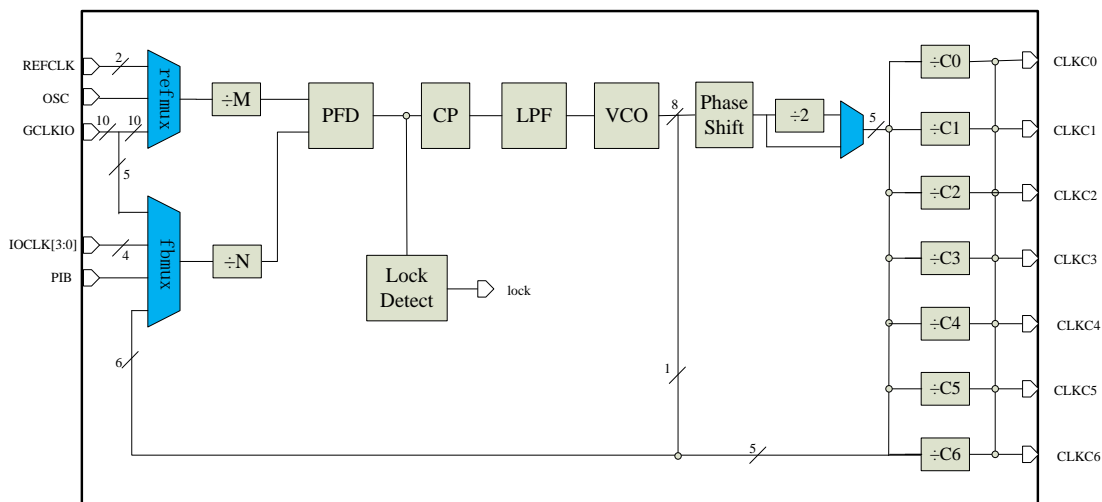 REFCLK
2
OSC
GCLKIO
10
10
refmux
÷M
5
IOCLK[3:0]
4
PIB
fbmux
÷N
6
PFD
CP
LPF
VCO
8
Phase
Shift
÷2
5
Lock
Detect
lock
1
5
÷C0
CLKC0
÷C1
CLKC1
÷C2
CLKC2
÷C3
CLKC3
÷C4
CLKC4
÷C5
CLKC5
÷C6
CLKC6